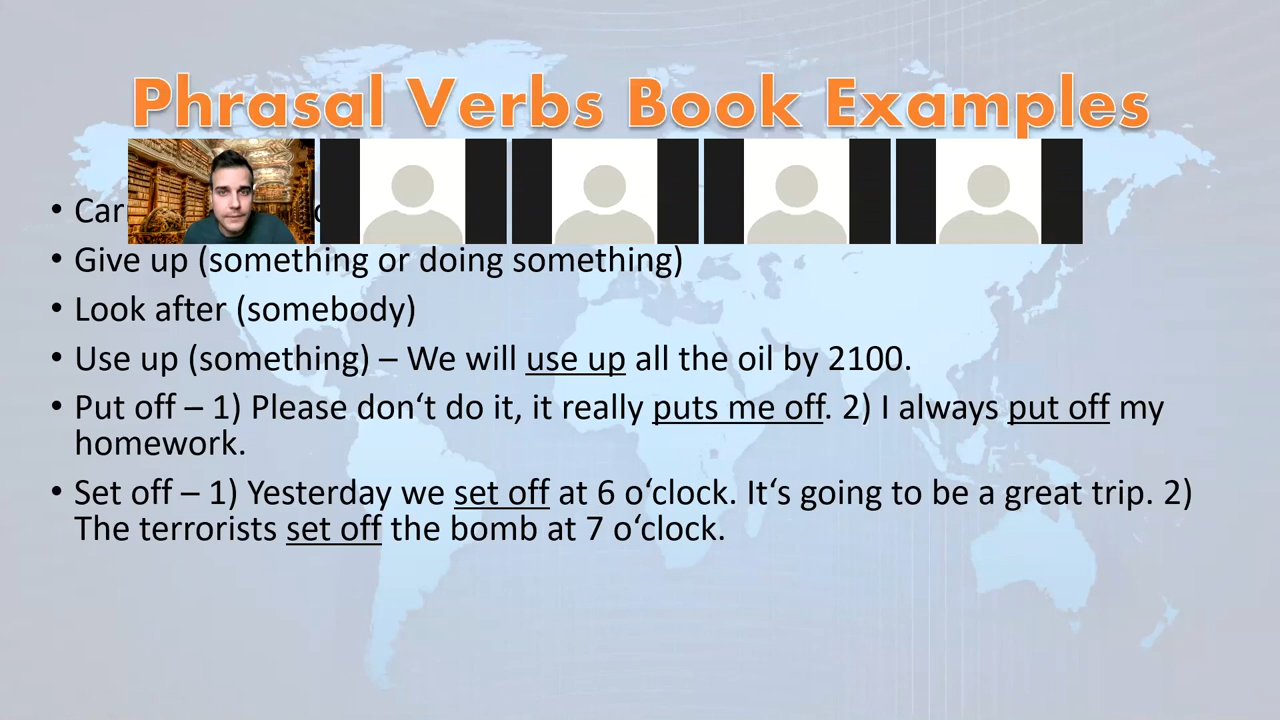 Phrasal Verbs Book Examples
• Give up (something or doing something)
• Look after (somebody)
• Use up (something) – We will use up all the oil by 2100.
• Put off – 1) Please don‘t do it, it really puts me off. 2) I always put off my
homework.
• Set off – 1) Yesterday we set off at 6 o‘clock. It‘s going to be a great trip. 2)
The terrorists set off the bomb at 7 o‘clock.